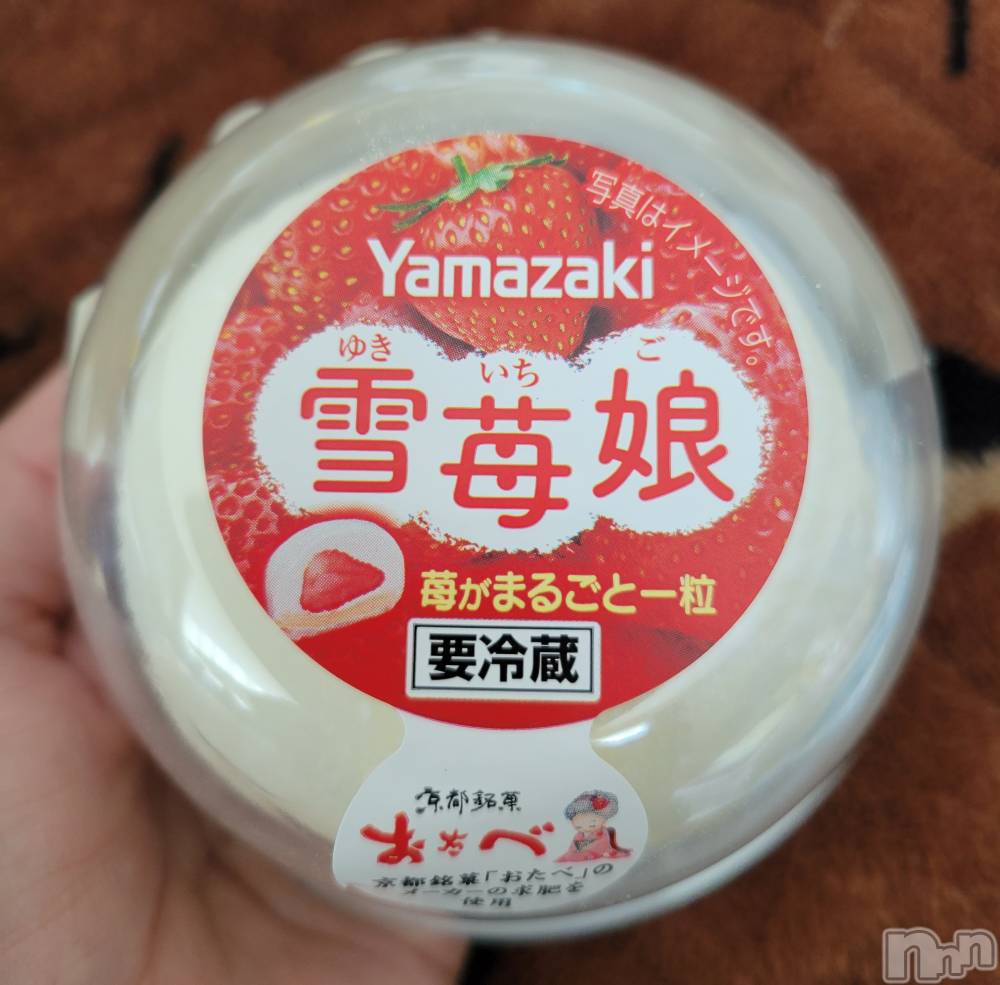 写真はイメージです。
Yamazaki
ゆき いち ご
雪苺娘
苺がまるごと一粒
要冷蔵
京都銘菓
おたべ
京都銘菓「おたべ」の
メーカーの求肥を
使用
nnn